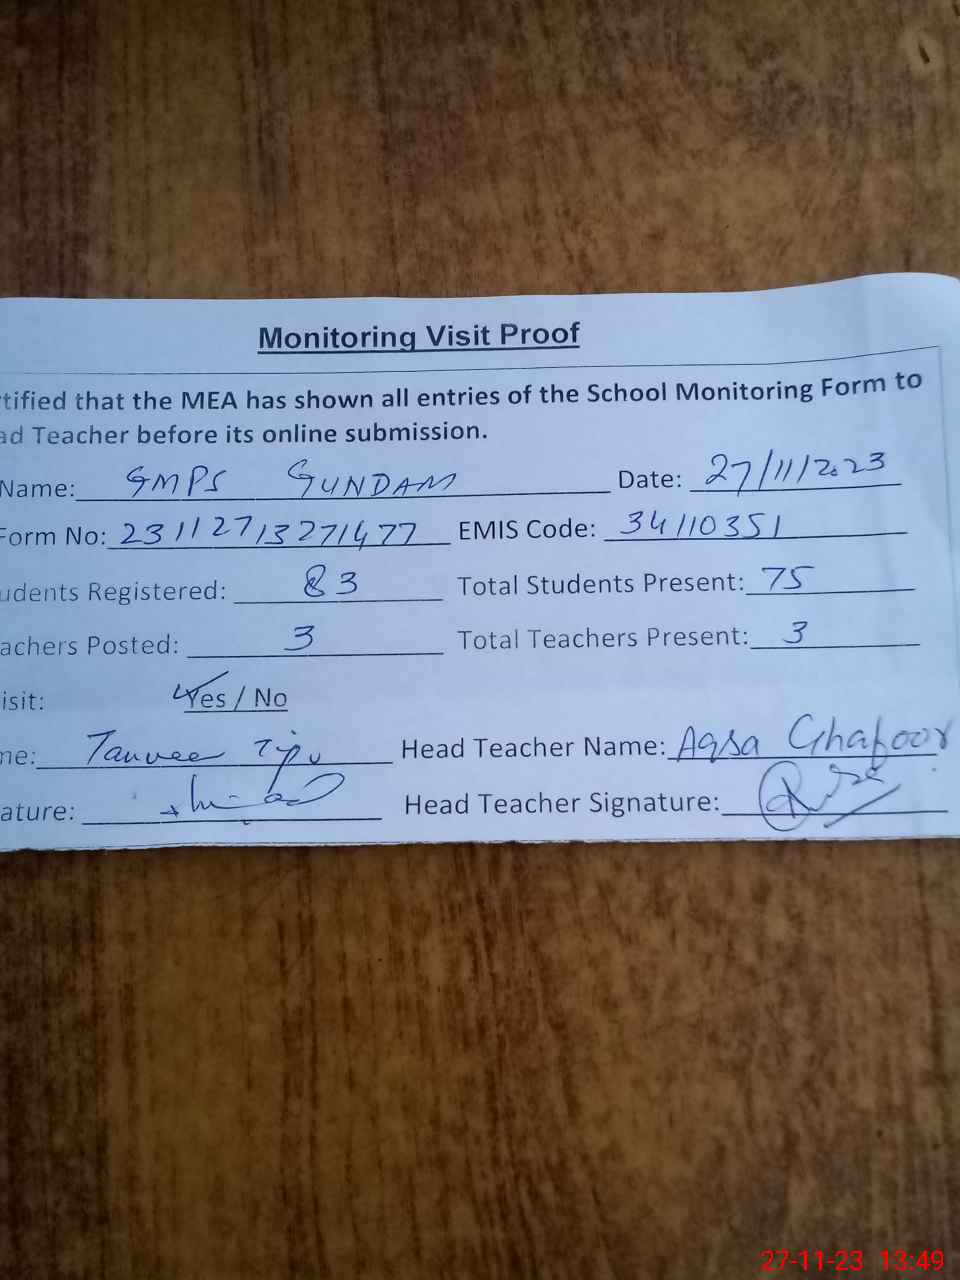 Monitoring Visit Proof
tified that the MEA has shown all entries of the School Monitoring Form to
ad Teacher before its online submission.
Name: GMPS GUNDAM Date: 27/11/2023
Form No: 23112713271477 EMIS Code: 34110351
udents Registered: 83 Total Students Present: 75
achers Posted: 3 Total Teachers Present: 3
isit: Yes / No
me: Tanveer Tipu Head Teacher Name: Aqsa Ghafoor
ature: Head Teacher Signature:
27-11-23 13:49